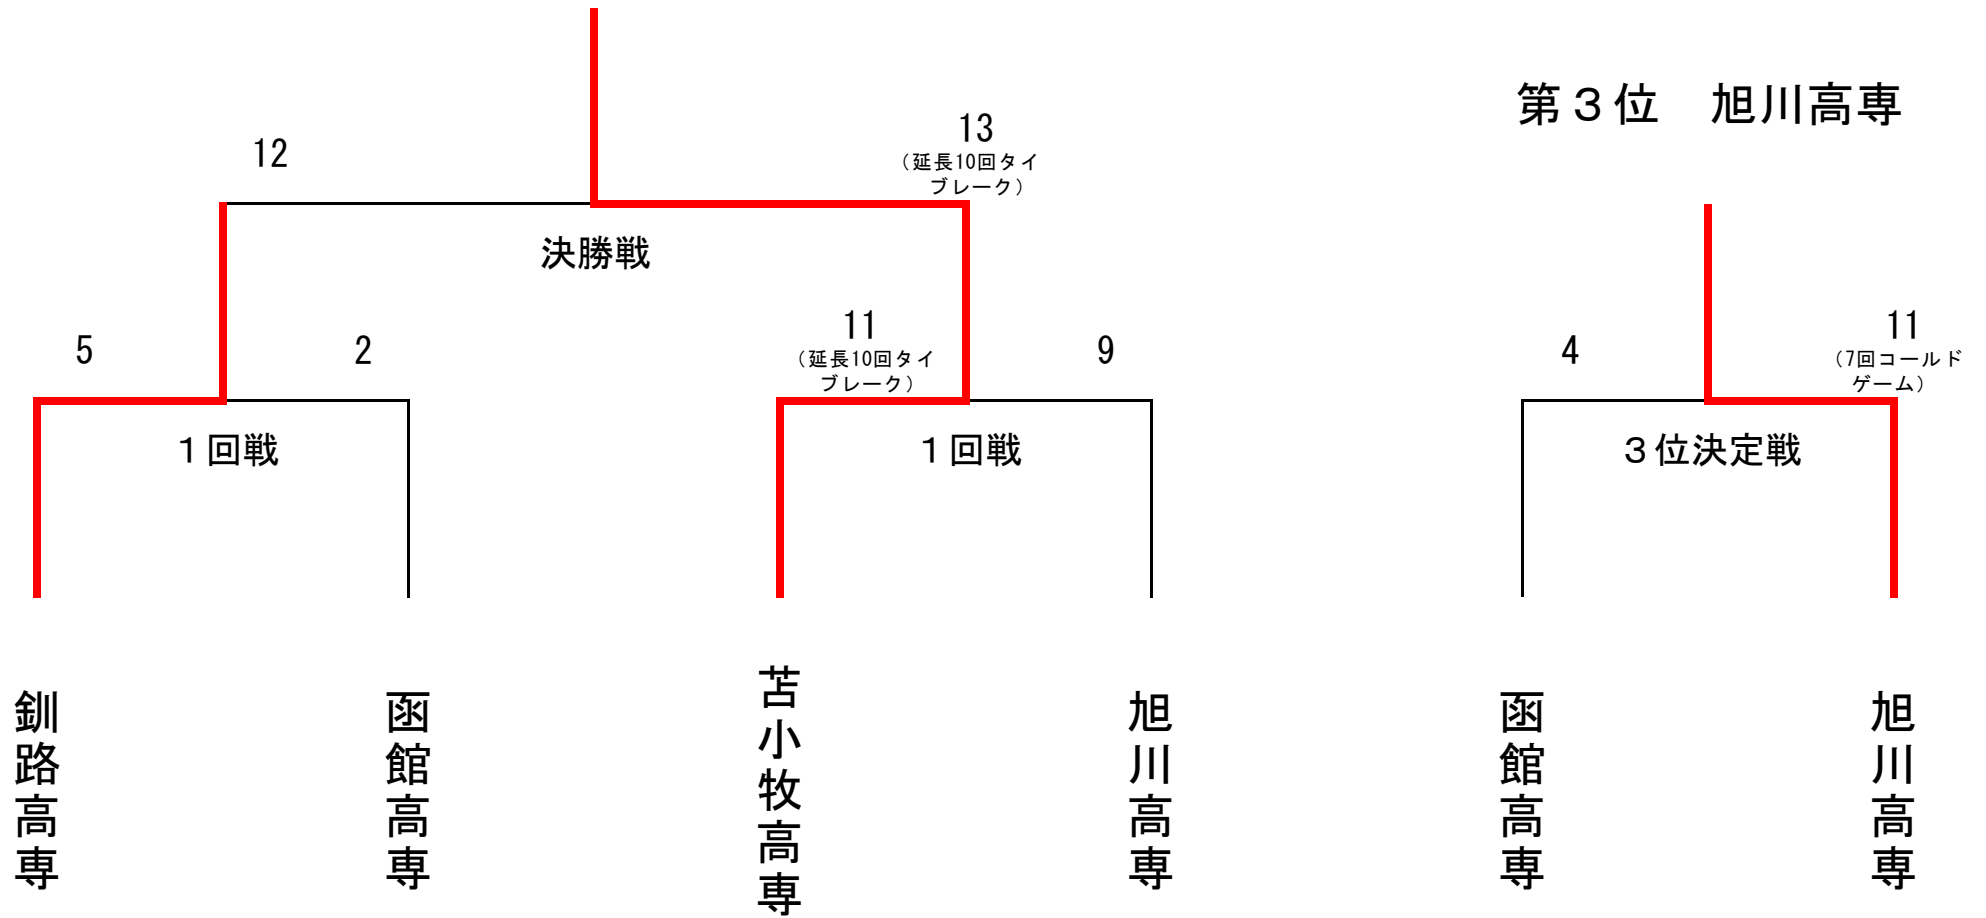 第３位　旭川高専
12
13
（延長10回タイ
ブレーク）
決勝戦
5
2
11
（延長10回タイ
ブレーク）
9
4
11
（7回コールド
ゲーム）
１回戦
１回戦
３位決定戦
釧路高専
函館高専
苫小牧高専
旭川高専
函館高専
旭川高専